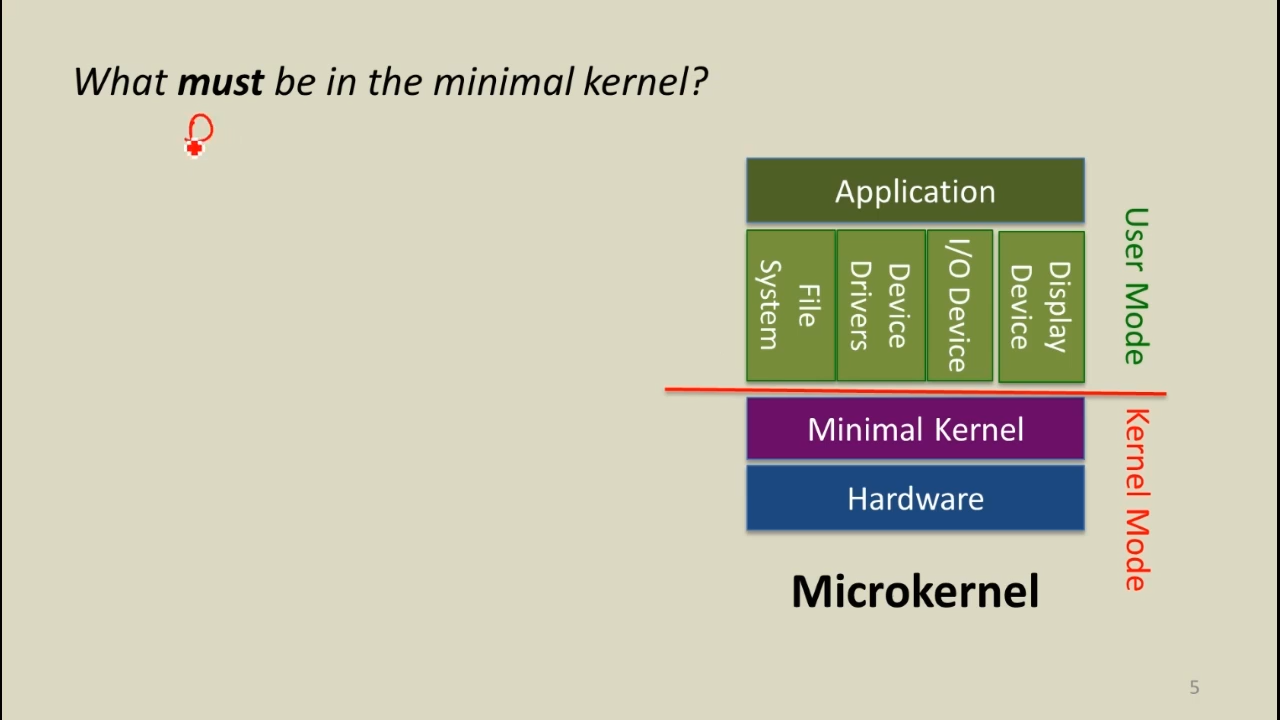 What must be in the minimal kernel?
Application
File
System
Device
Drivers
I/O Device
Display
Device
User Mode
Minimal Kernel
Hardware
Kernel Mode
Microkernel
5